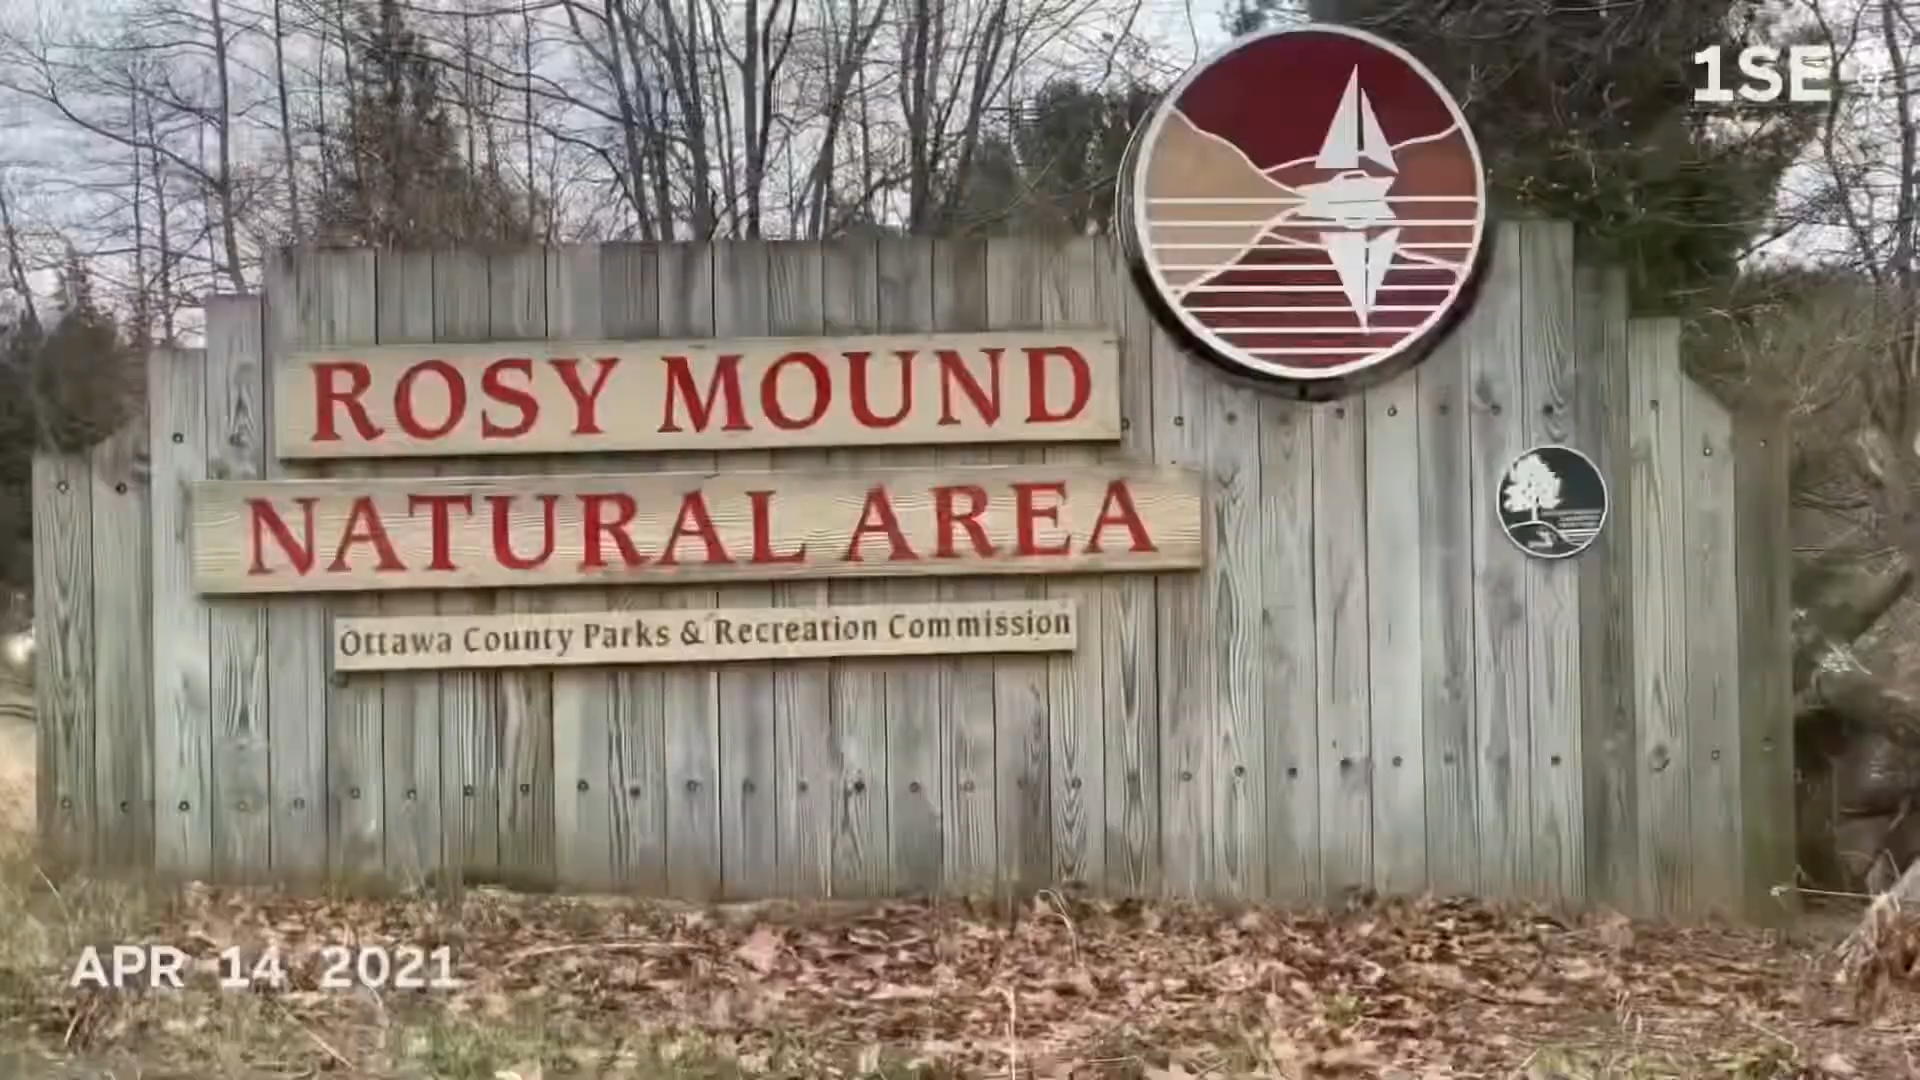 1SE
ROSY MOUND
NATURAL AREA
Ottawa County Parks & Recreation Commission
APR 14 2021